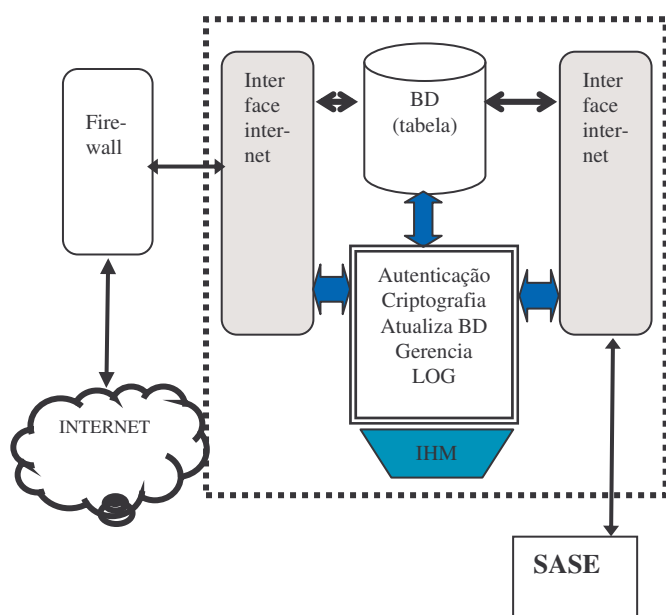 Fire-
wall
Inter
face
inter-
net
BD
(tabela)
Inter
face
inter-
net
Autenticação
Criptografia
Atualiza BD
Gerencia
LOG
INTERNET
IHM
SASE